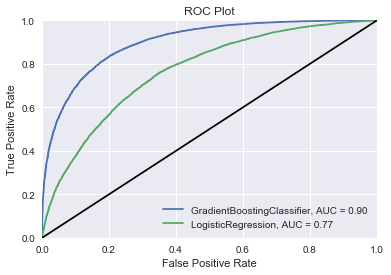 ROC Plot
1.0
0.8
0.6
0.4
0.2
0.0
True Positive Rate
GradientBoostingClassifier, AUC = 0.90
LogisticRegression, AUC = 0.77
0.0 0.2 0.4 0.6 0.8 1.0
False Positive Rate